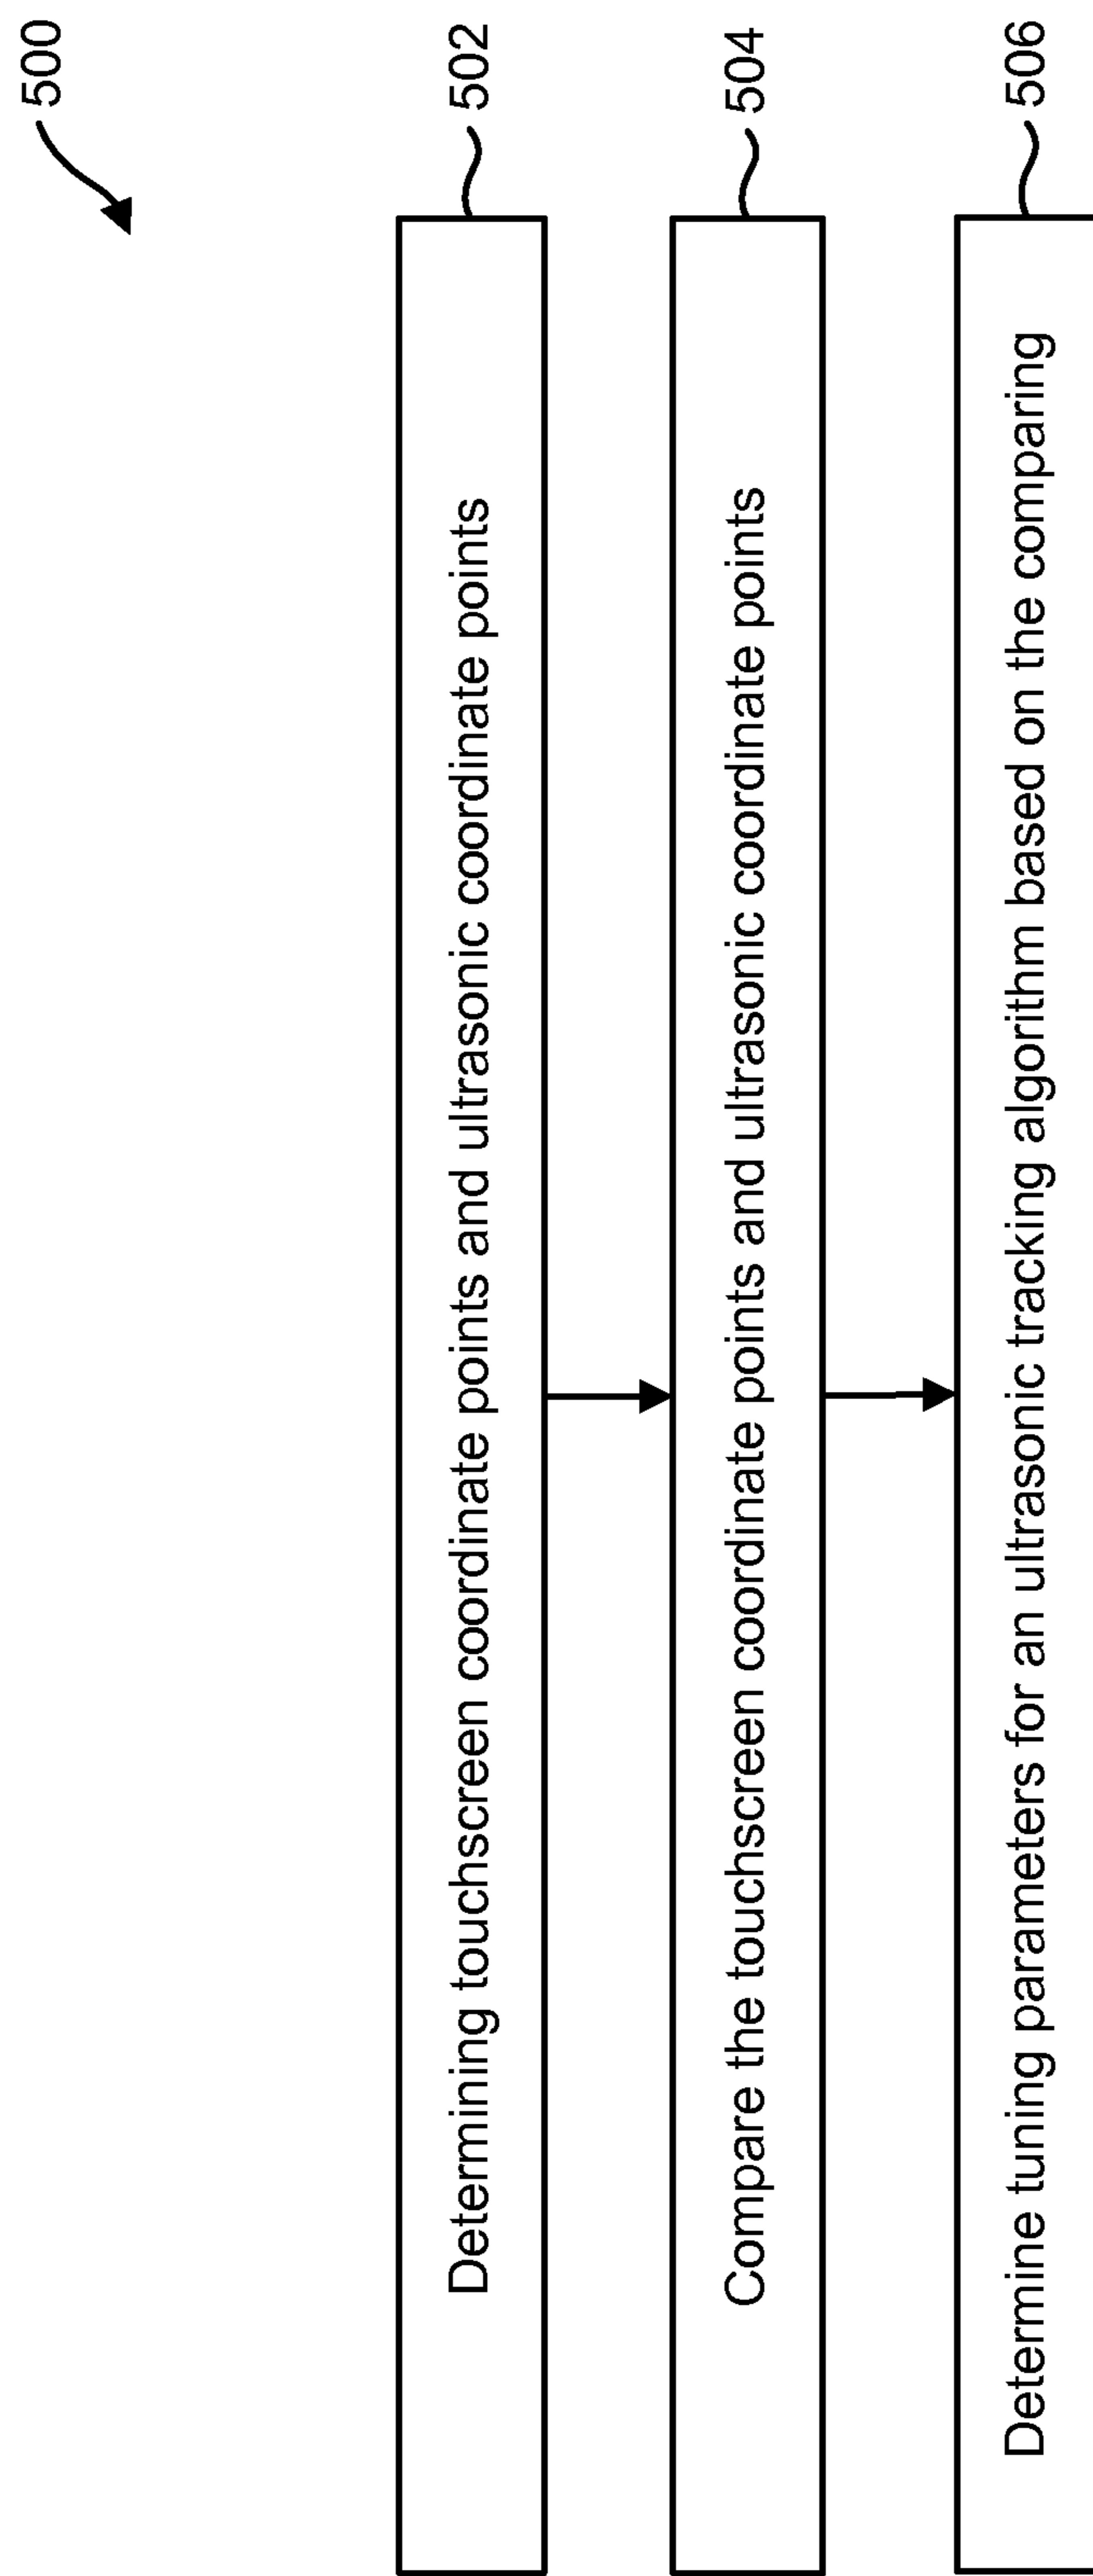 500
502
Determining touchscreen coordinate points and ultrasonic coordinate points
504
Compare the touchscreen coordinate points and ultrasonic coordinate points
506
Determine tuning parameters for an ultrasonic tracking algorithm based on the comparing